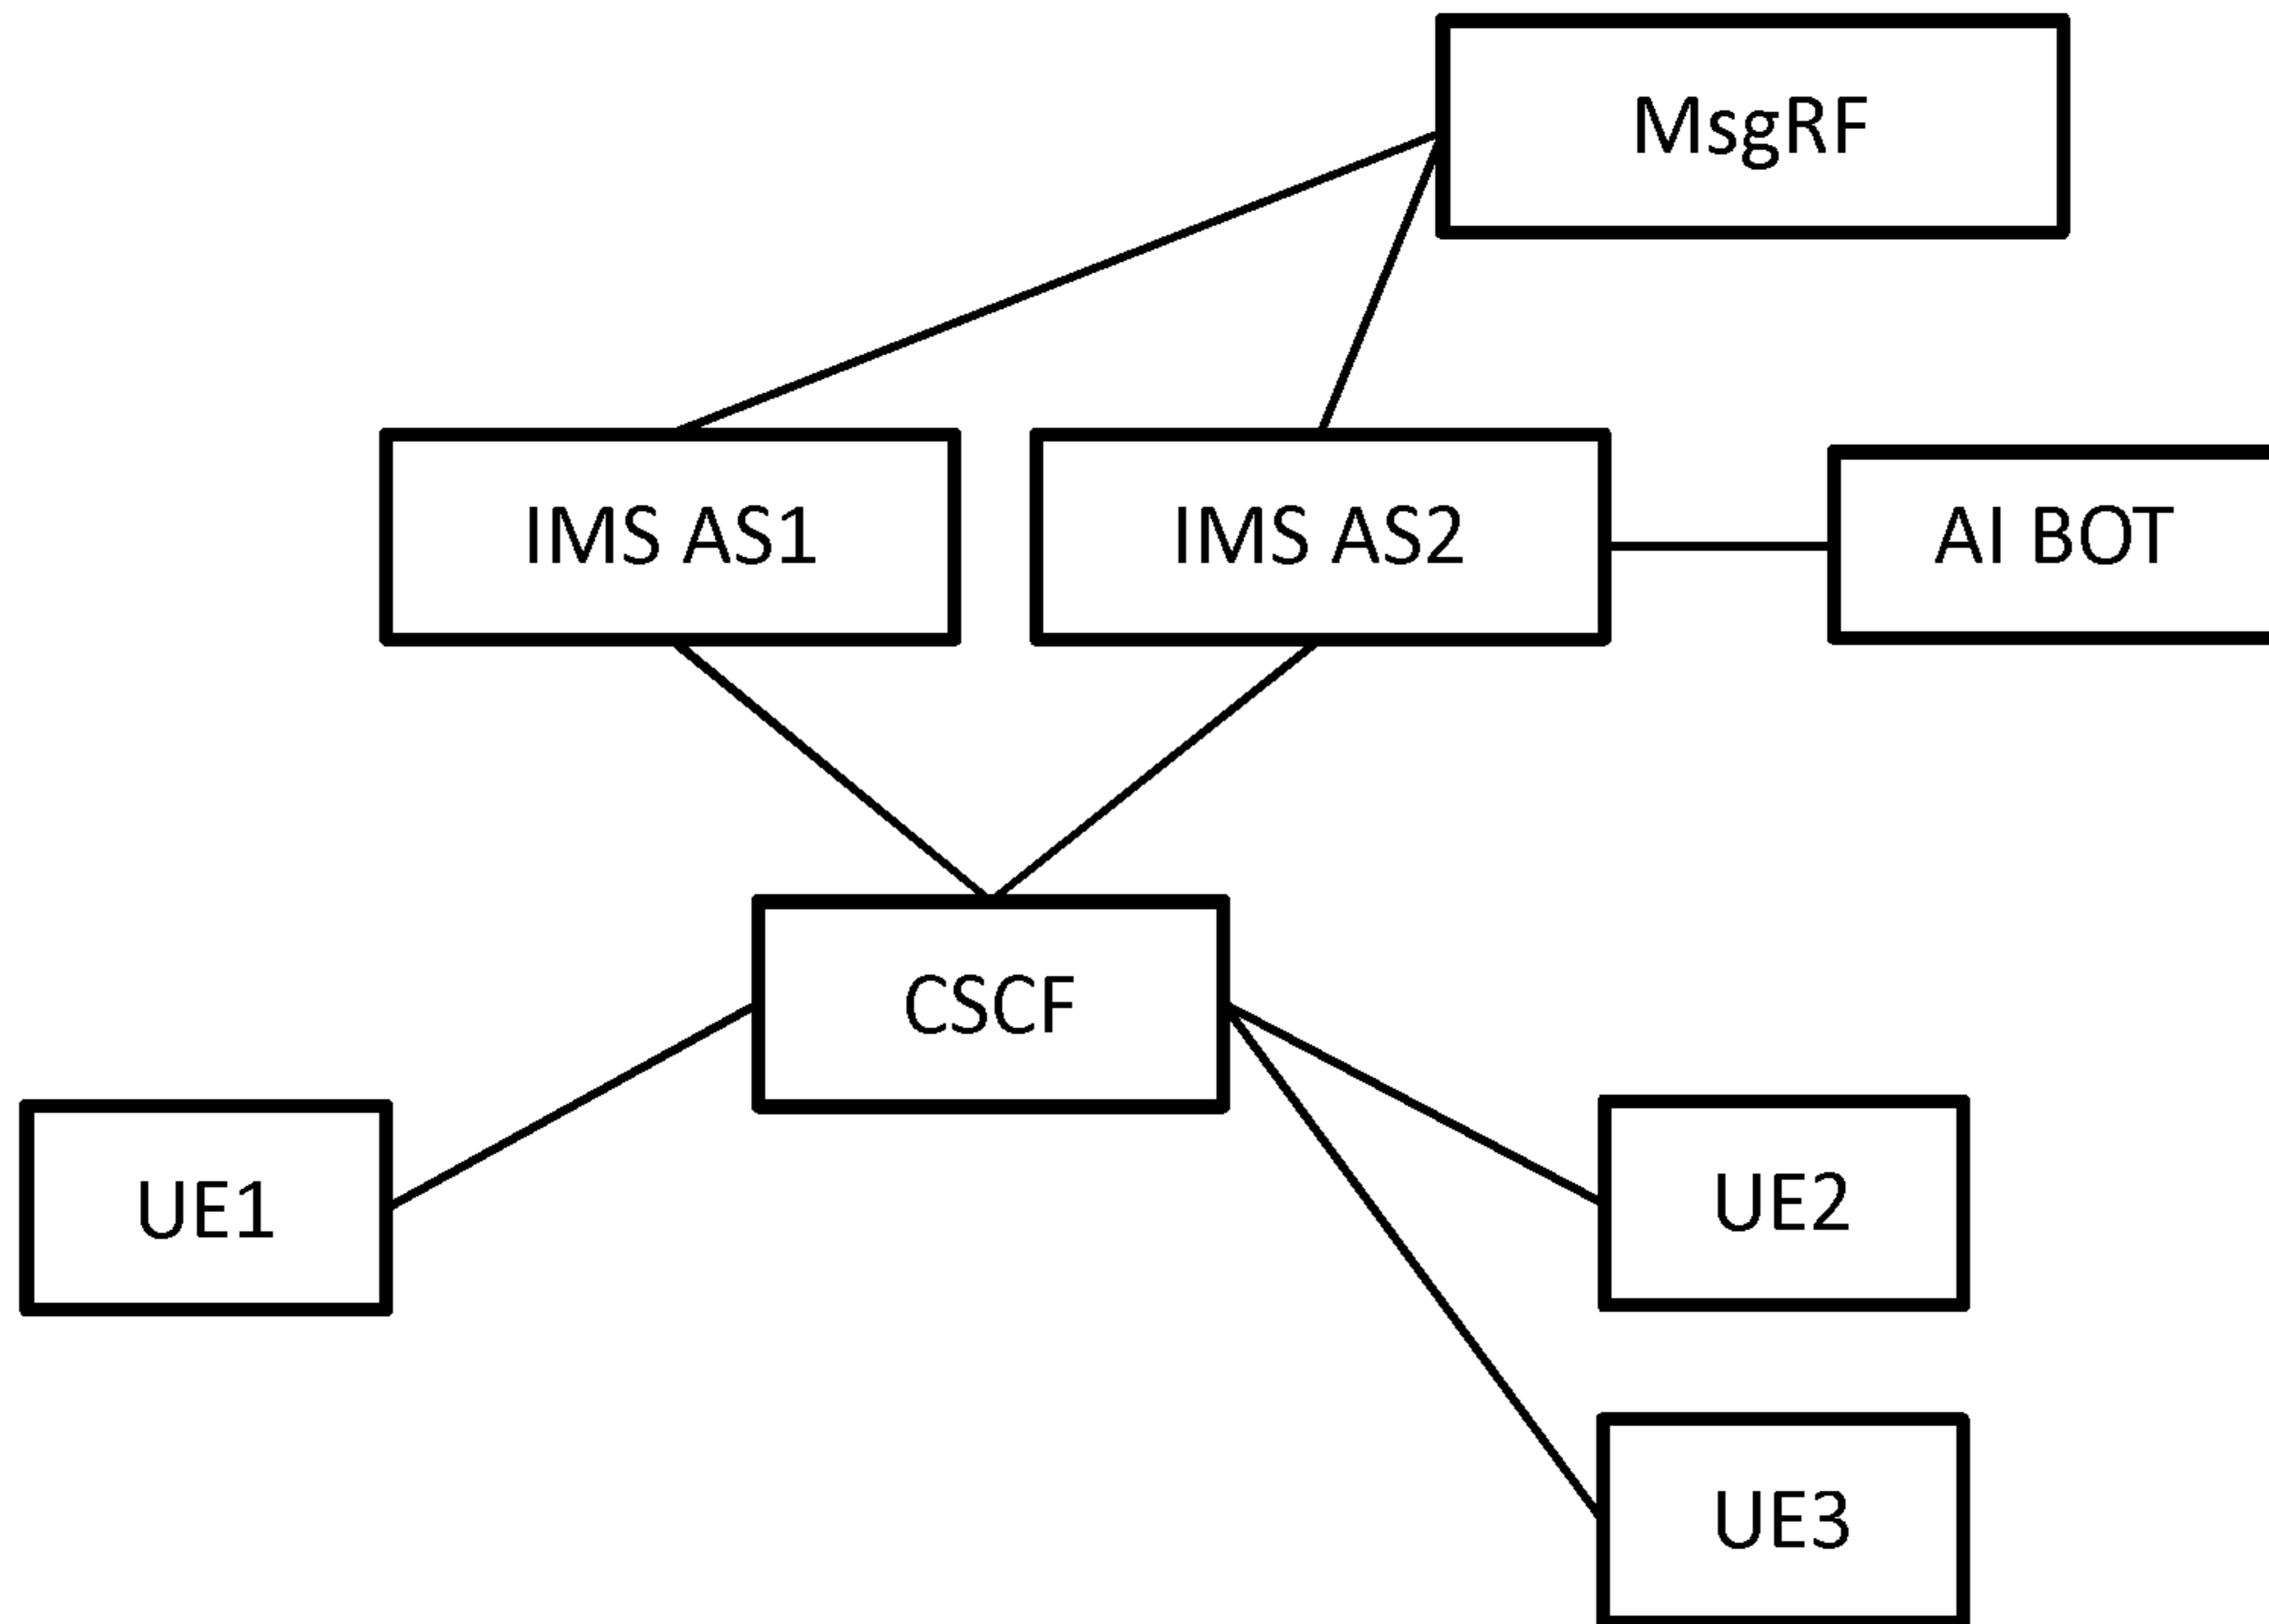 MsgRF
IMS AS1
IMS AS2
AI BOT
CSCF
UE1
UE2
UE3